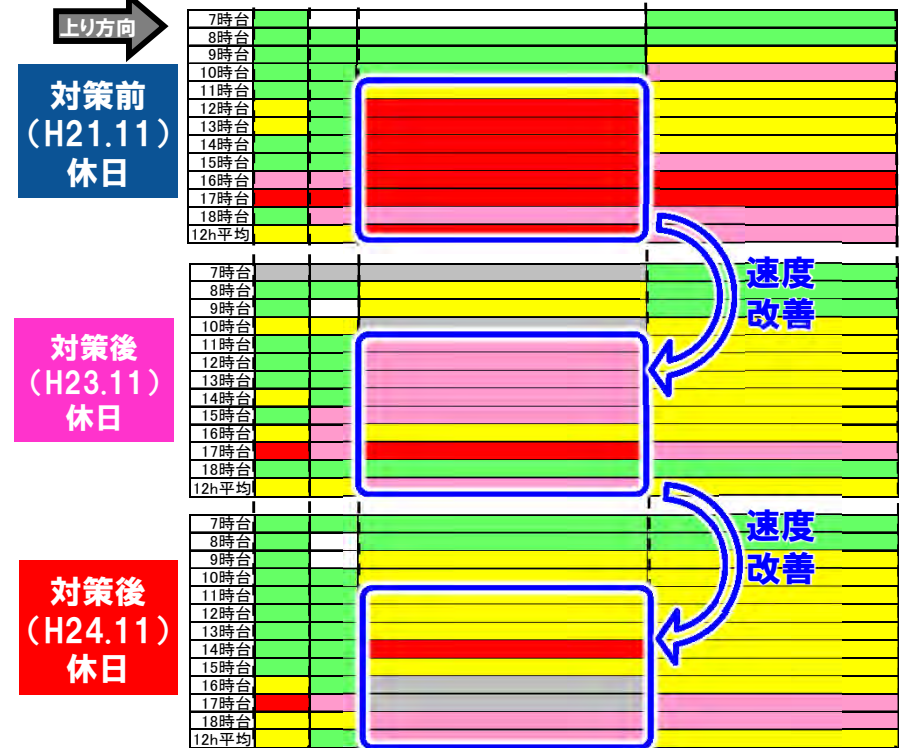 上り方向
7時台
8時台
9時台
10時台
11時台
12時台
13時台
14時台
15時台
16時台
17時台
18時台
12h平均
対策前
（H21.11）
休日
速度
改善
7時台
8時台
9時台
10時台
11時台
12時台
13時台
14時台
15時台
16時台
17時台
18時台
12h平均
対策後
（H23.11）
休日
速度
改善
7時台
8時台
9時台
10時台
11時台
12時台
13時台
14時台
15時台
16時台
17時台
18時台
12h平均
対策後
（H24.11）
休日